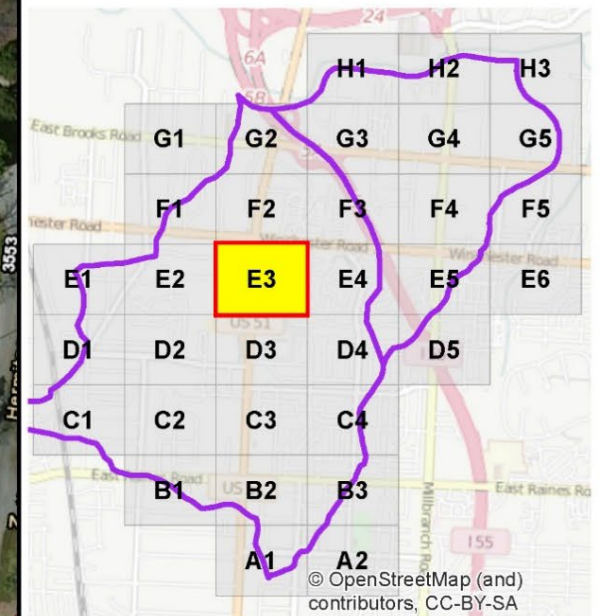 24
6A
H1 H2 H3
6B
East Brooks Road
G1 G2 G3 G4 G5
F1 F2 F3 F4 F5
hester Road
Winchester Road
Winchester Road
3553
E1 E2 E3 E4 E5 E6
US 51
D1 D2 D3 D4 D5
C1 C2 C3 C4
East Road
B1 US B2 B3
East Raines Ro
Millbranch Ro
I 55
A1 A2
© OpenStreetMap (and)
contributors, CC-BY-SA